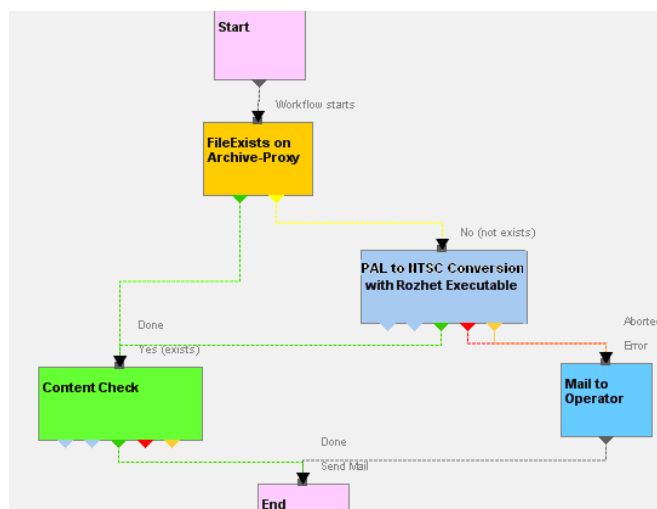 Start
Workflow starts
FileExists on
Archive-Proxy
No (not exists)
PAL to NTSC Conversion
with Rozhet Executable
Done
Yes (exists)
Aborted
Error
Content Check
Mail to
Operator
Done
Send Mail
End